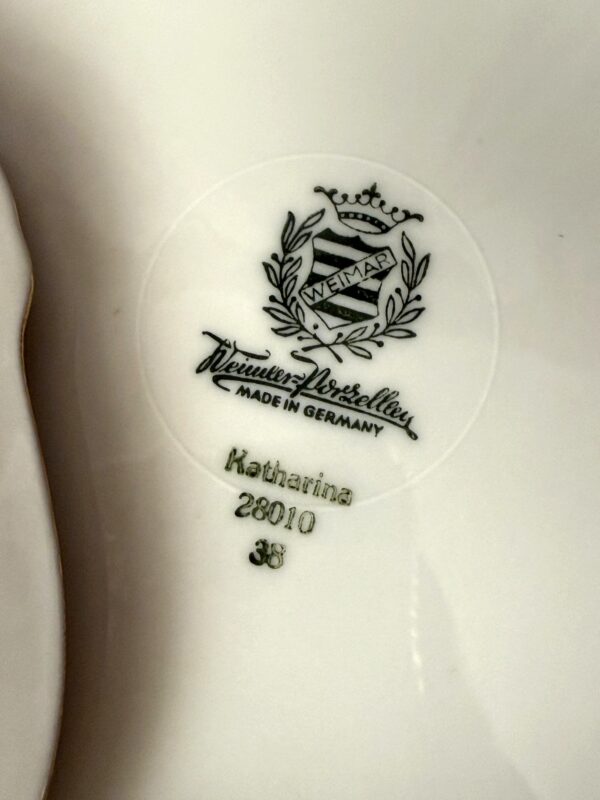 WEIMAR
Weimar-Porzellan
MADE IN GERMANY
Katharina
28010
38